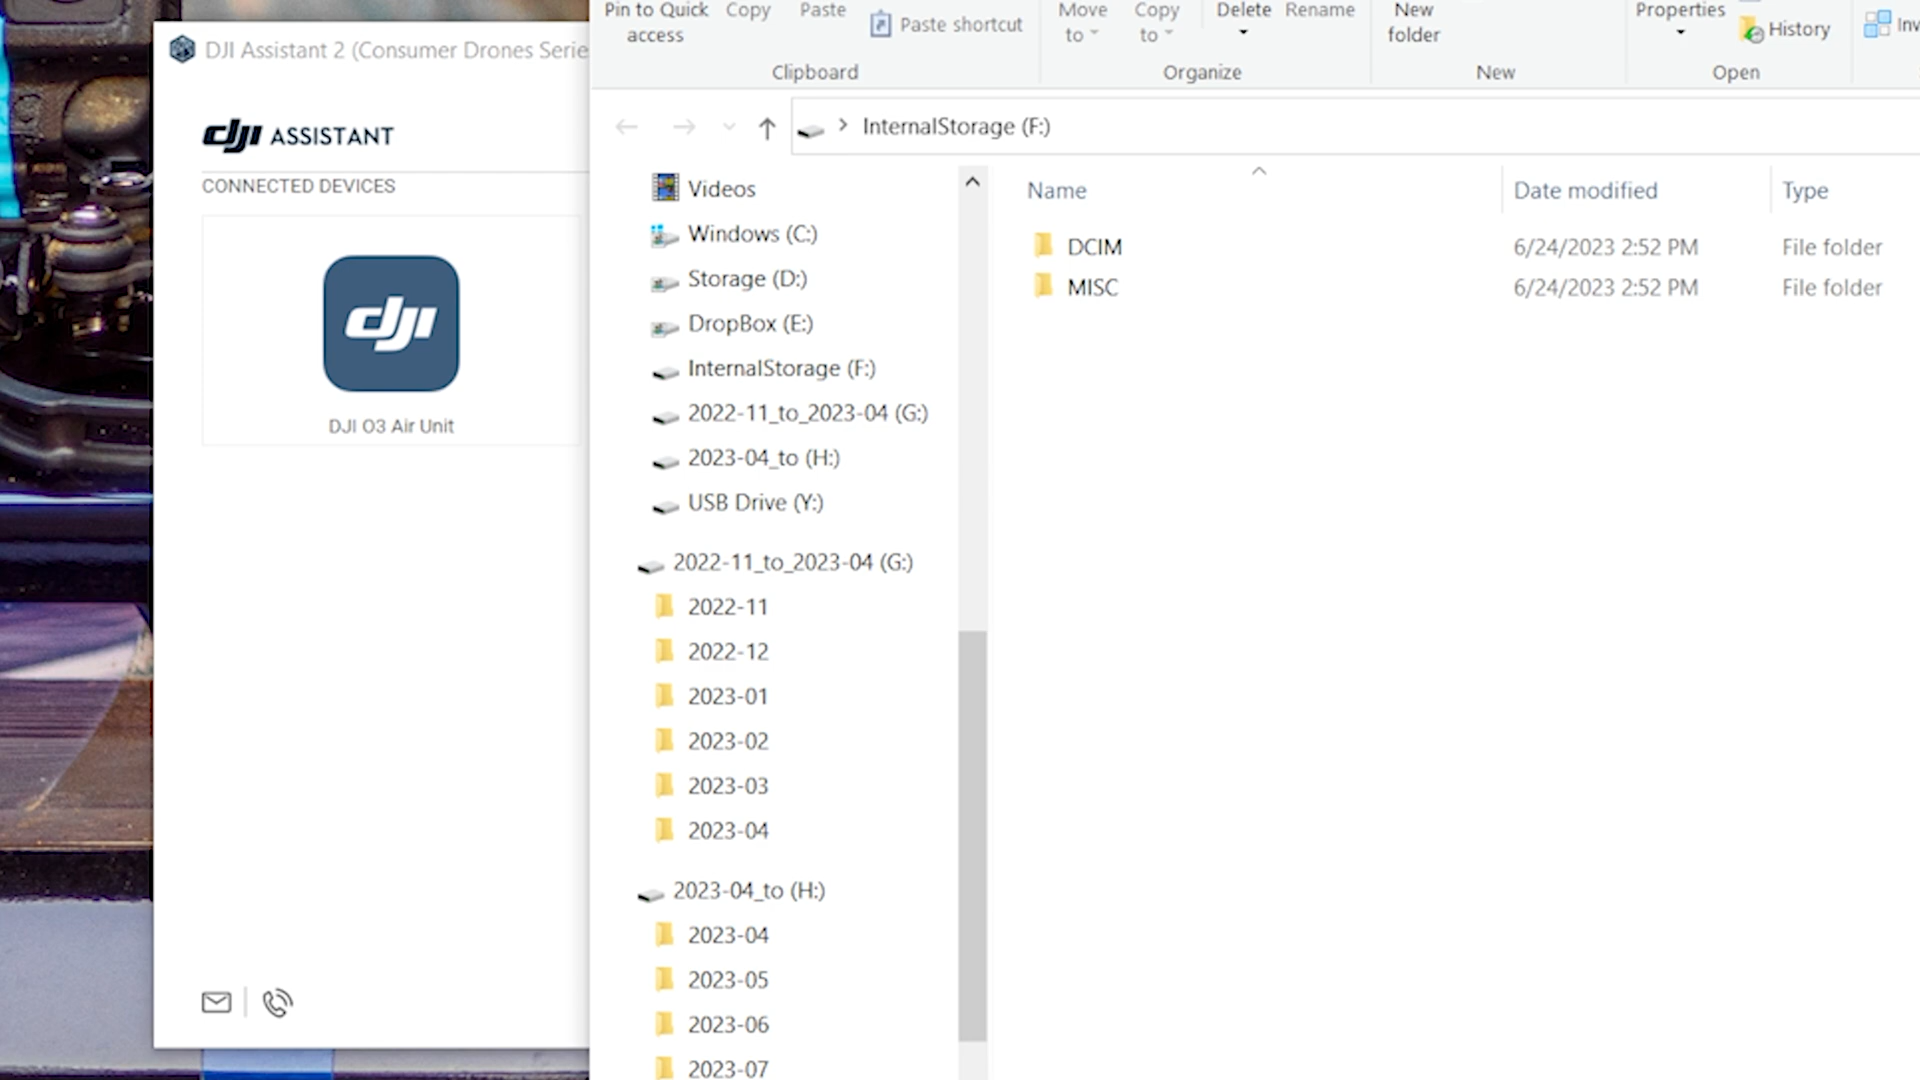 DJI Assistant 2 (Consumer Drones Serie
dji ASSISTANT
CONNECTED DEVICES
dji
DJI O3 Air Unit
Pin to Quick access
Copy
Paste
Paste shortcut
Clipboard
Move to
Copy to
Delete
Rename
Organize
New folder
New
Properties
History
Open
Inv
InternalStorage (F:)
Videos
Windows (C:)
Storage (D:)
DropBox (E:)
InternalStorage (F:)
2022-11_to_2023-04 (G:)
2023-04_to (H:)
USB Drive (Y:)
2022-11_to_2023-04 (G:)
2022-11
2022-12
2023-01
2023-02
2023-03
2023-04
2023-04_to (H:)
2023-04
2023-05
2023-06
2023-07
Name Date modified Type
DCIM 6/24/2023 2:52 PM File folder
MISC 6/24/2023 2:52 PM File folder